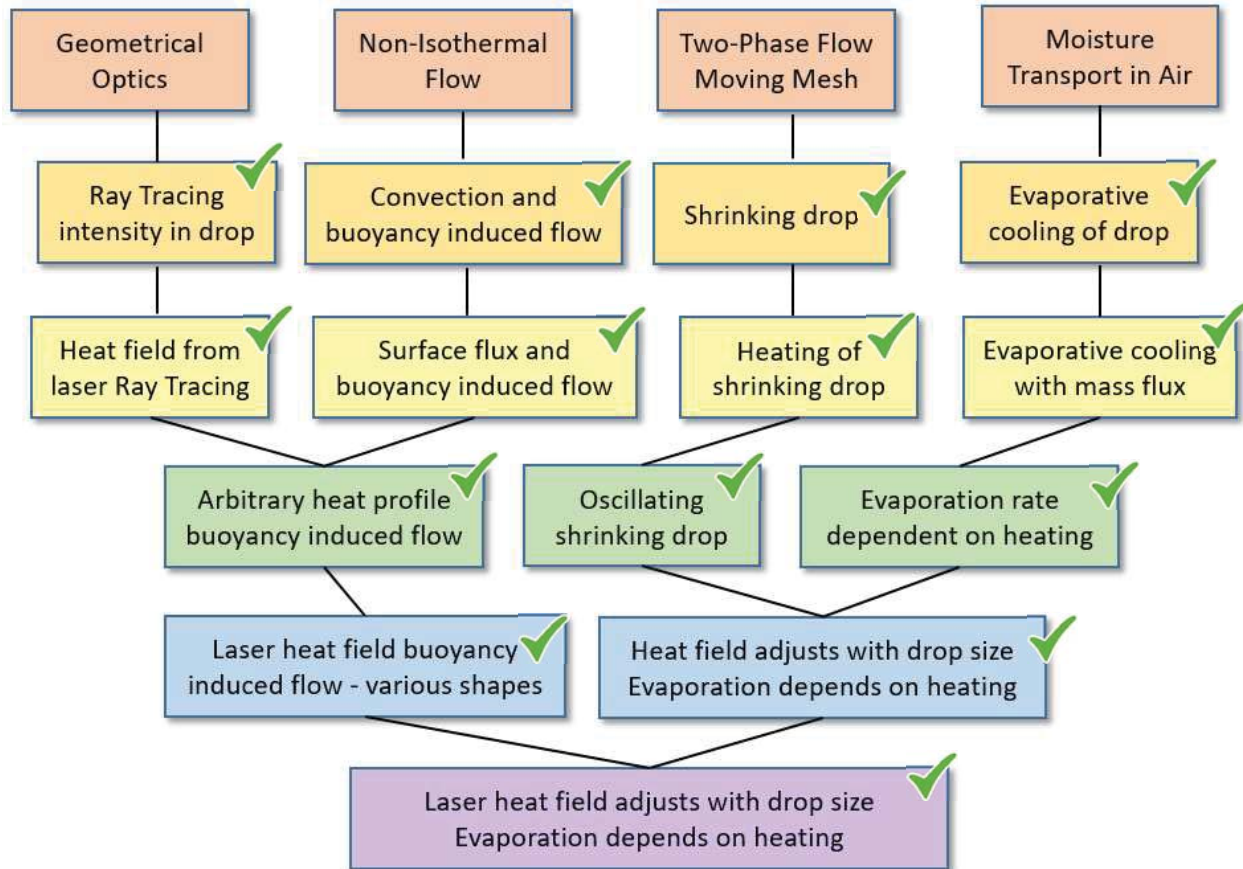 Geometrical
Optics
Non-Isothermal
Flow
Two-Phase Flow
Moving Mesh
Moisture
Transport in Air
Ray Tracing
intensity in drop
Convection and
buoyancy induced flow
Shrinking drop
Evaporative
cooling of drop
Heat field from
laser Ray Tracing
Surface flux and
buoyancy induced flow
Heating of
shrinking drop
Evaporative cooling
with mass flux
Arbitrary heat profile
buoyancy induced flow
Oscillating
shrinking drop
Evaporation rate
dependent on heating
Laser heat field buoyancy
induced flow - various shapes
Heat field adjusts with drop size
Evaporation depends on heating
Laser heat field adjusts with drop size
Evaporation depends on heating